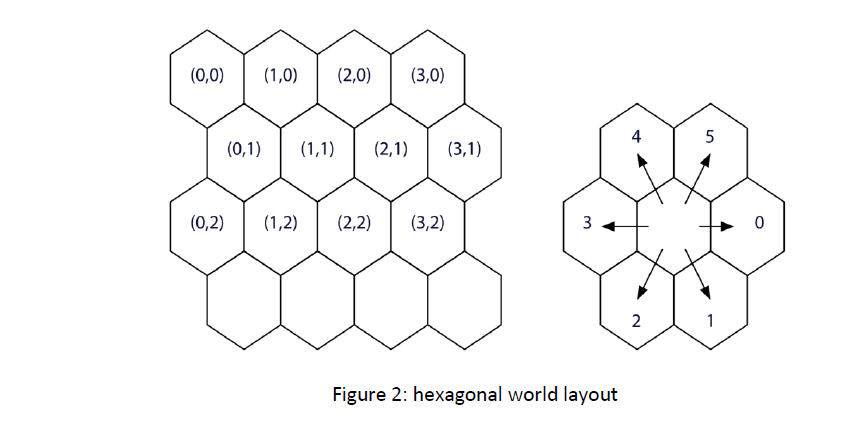 (0,0) (1,0) (2,0) (3,0)
(0,1) (1,1) (2,1) (3,1)
(0,2) (1,2) (2,2) (3,2)
4 5
3 0
2 1
Figure 2: hexagonal world layout